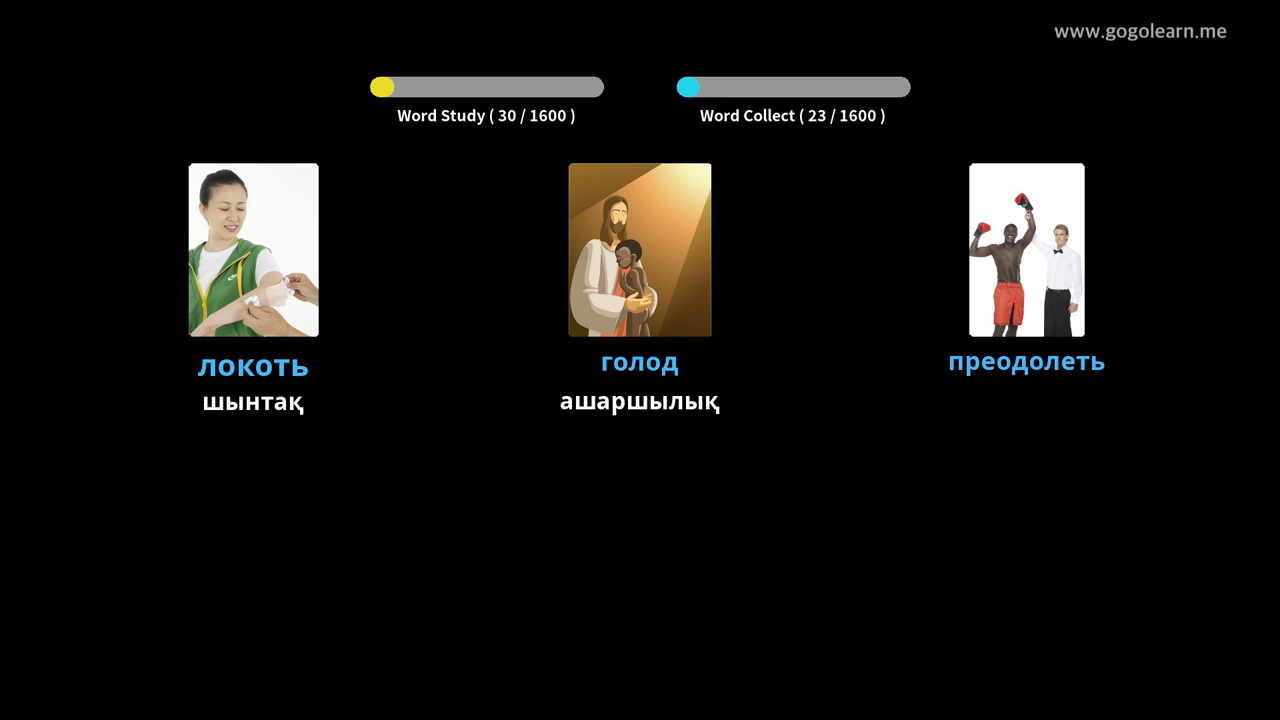 www.gogolearn.me
Word Study ( 30 / 1600 )
Word Collect ( 23 / 1600 )
локоть
шынтақ
голод
ашаршылық
преодолеть